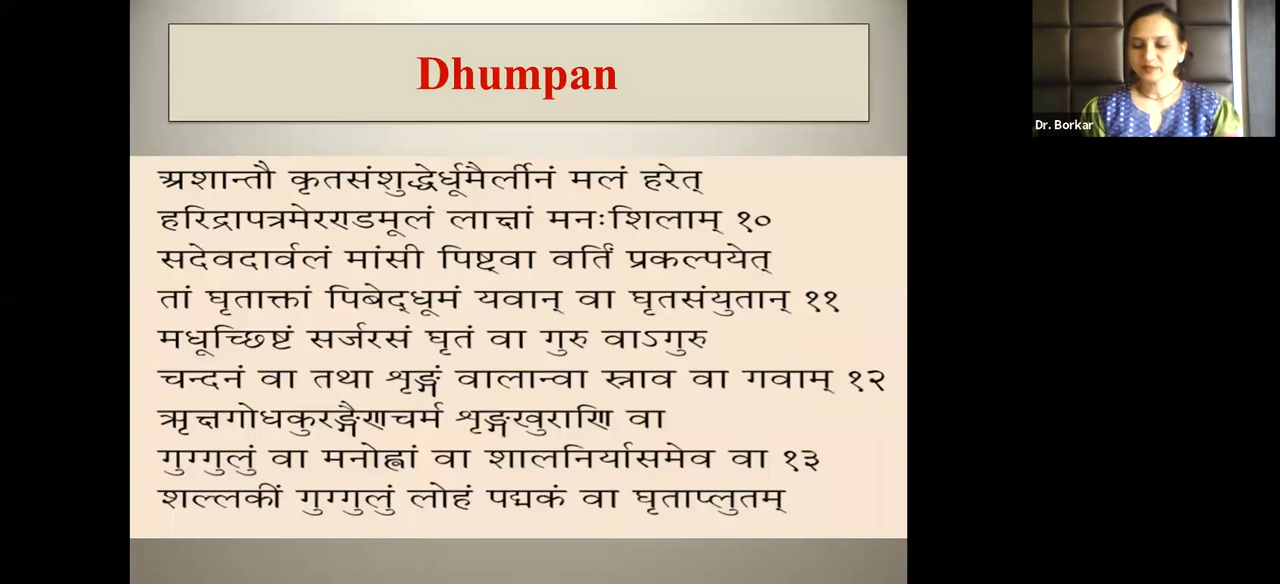 Dhumpan
Dr. Borkar
अशान्तौ कृतसंशुद्धेर्धूमैर्लीनं मलं हरेत्
हरिद्रापत्रमेरण्डमूलं लाक्षां मनःशिलाम् १०
सदेवदार्वलं मांसी पिष्ट्वा वर्तिं प्रकल्पयेत्
तां घृताक्तां पिबेद्धूमं यवान् वा घृतसंयुतान् ११
मधूच्छिष्टं सर्जरसं घृतं वा गुरु वाऽगुरु
चन्दनं वा तथा शृङ्गं वालान्वा स्नाव वा गवाम् १२
ऋक्षगोधकुरङ्गैणचर्म शृङ्गखुराणि वा
गुग्गुलुं वा मनोह्वां वा शालनिर्यासमेव वा १३
शल्लकीं गुग्गुलुं लोहं पद्मकं वा घृताप्लुतम्